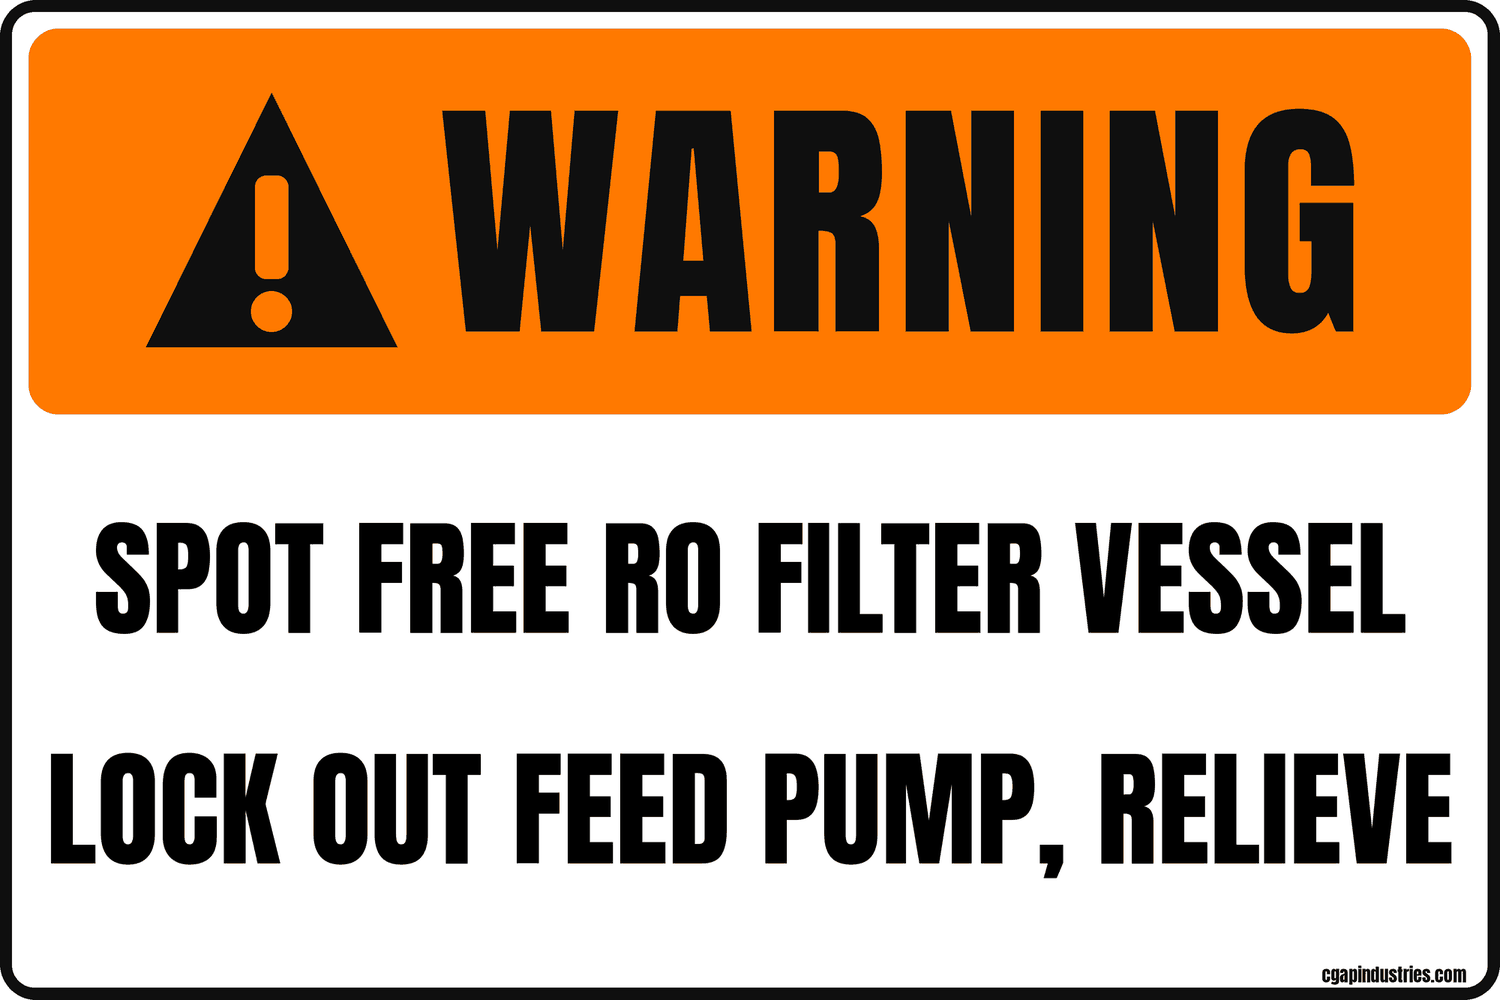 WARNING
SPOT FREE RO FILTER VESSEL
LOCK OUT FEED PUMP, RELIEVE
cgapindustries.com